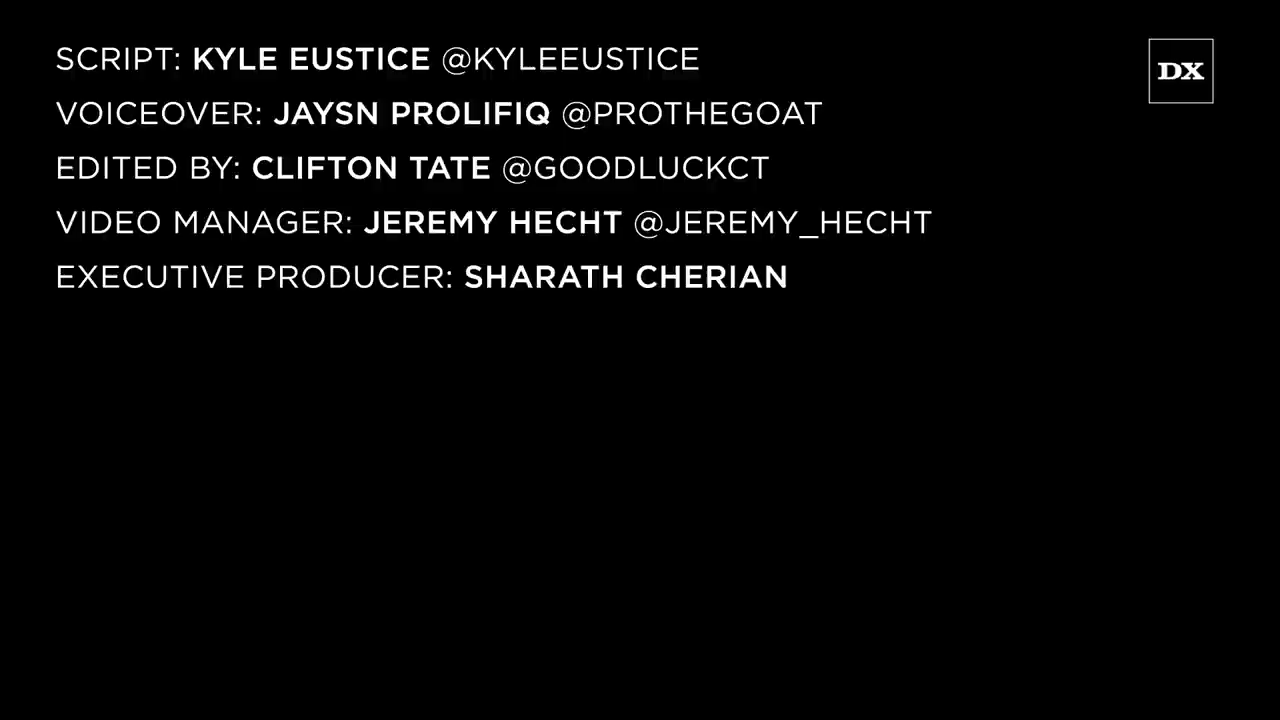 SCRIPT: KYLE EUSTICE @KYLEEUSTICE
DX
VOICEOVER: JAYSN PROLIFIQ @PROTHEGOAT
EDITED BY: CLIFTON TATE @GOODLUCKCT
VIDEO MANAGER: JEREMY HECHT @JEREMY_HECHT
EXECUTIVE PRODUCER: SHARATH CHERIAN